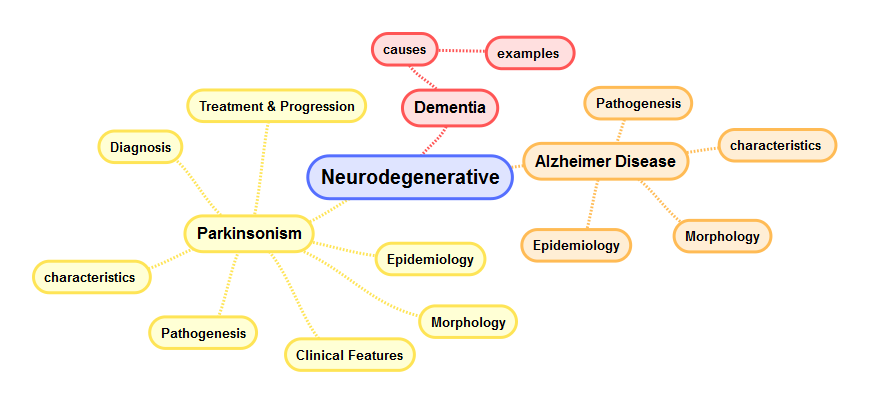 causes
examples
Dementia
Treatment & Progression
Pathogenesis
Diagnosis
characteristics
Alzheimer Disease
Neurodegenerative
Parkinsonism
Epidemiology
Morphology
Epidemiology
characteristics
Morphology
Pathogenesis
Clinical Features